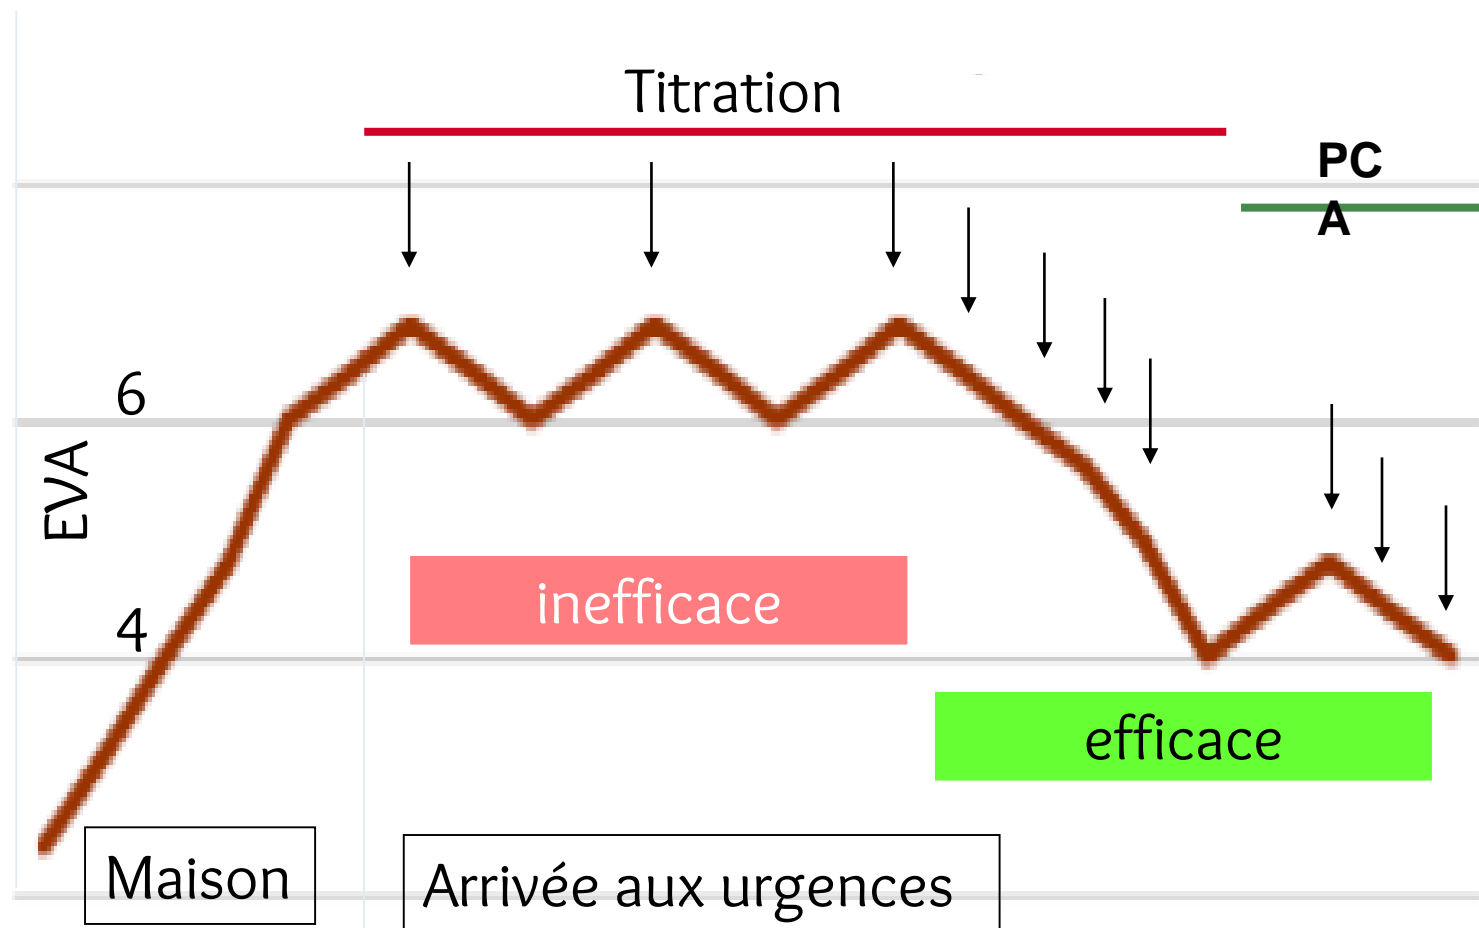 Titration
PC
A
6
EVA
4
inefficace
efficace
Maison
Arrivée aux urgences